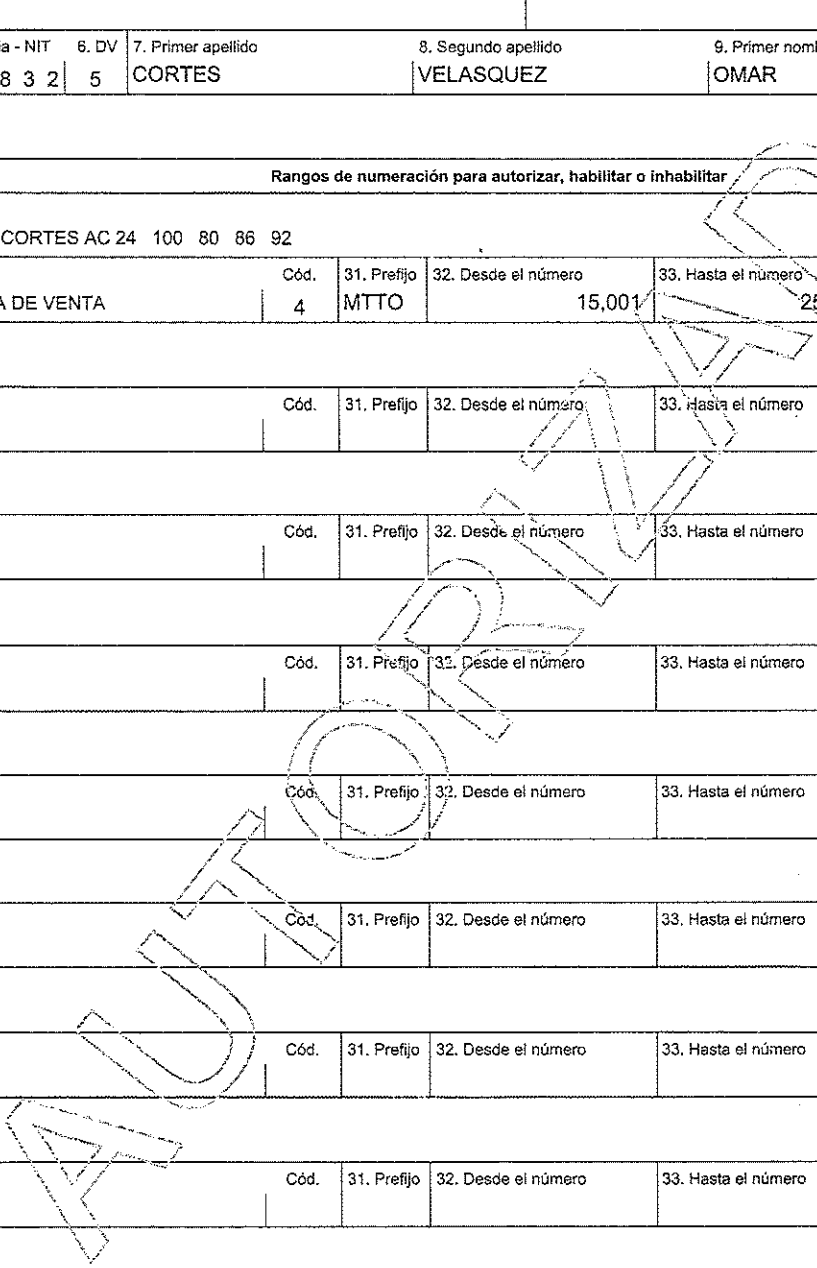 ia - NIT 6. DV 7. Primer apellido 8. Segundo apellido 9. Primer nom
8 3 2 5 CORTES VELASQUEZ OMAR
Rangos de numeración para autorizar, habilitar o inhabilitar
CORTES AC 24 100 80 86 92
Cód. 31. Prefijo 32. Desde el número 33. Hasta el número
A DE VENTA 4 MTTO 15,001 25
Cód. 31. Prefijo 32. Desde el número 33. Hasta el número
Cód. 31. Prefijo 32. Desde el número 33. Hasta el número
Cód. 31. Prefijo 32. Desde el número 33. Hasta el número
Cód. 31. Prefijo 32. Desde el número 33. Hasta el número
Cód. 31. Prefijo 32. Desde el número 33. Hasta el número
Cód. 31. Prefijo 32. Desde el número 33. Hasta el número
Cód. 31. Prefijo 32. Desde el número 33. Hasta el número
AUTORIZAD